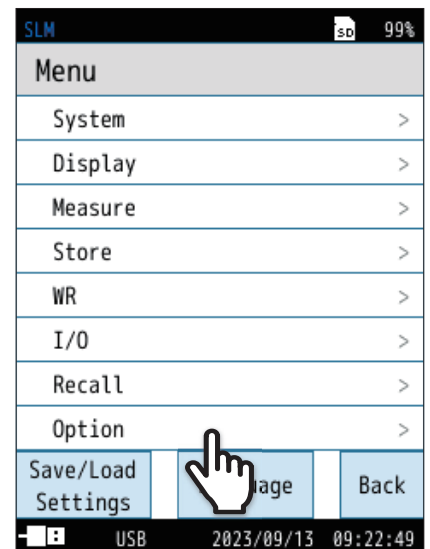 SLM SD 99%
Menu
System >
Display >
Measure >
Store >
WR >
I/O >
Recall >
Option >
Save/Load
Settings
Back
USB 2023/09/13 09:22:49